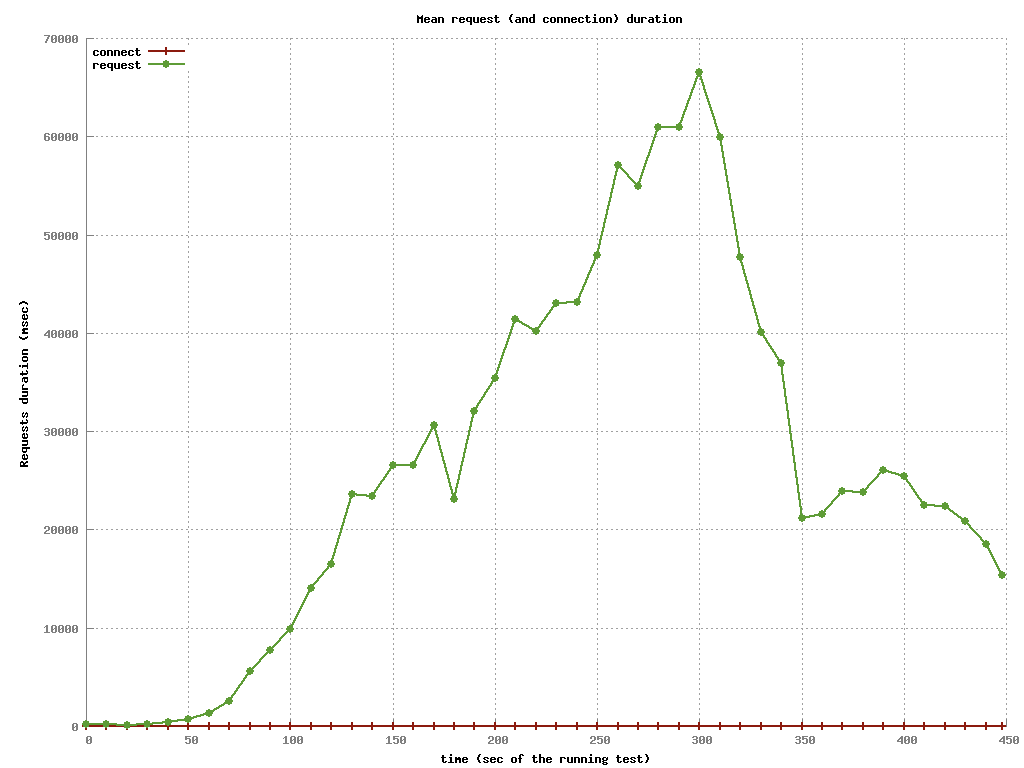 Mean request (and connection) duration
70000
connect
request
60000
50000
40000
30000
20000
10000
0
Requests duration (msec)
0 50 100 150 200 250 300 350 400 450
time (sec of the running test)